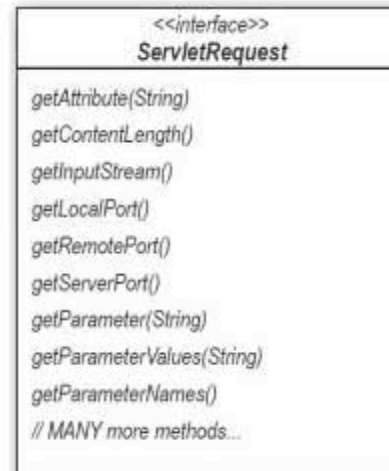 <<interface>>
ServletRequest
getAttribute(String)
getContentLength()
getInputStream()
getLocalPort()
getRemotePort()
getServerPort()
getParameter(String)
getParameterValues(String)
getParameterNames()
// MANY more methods...